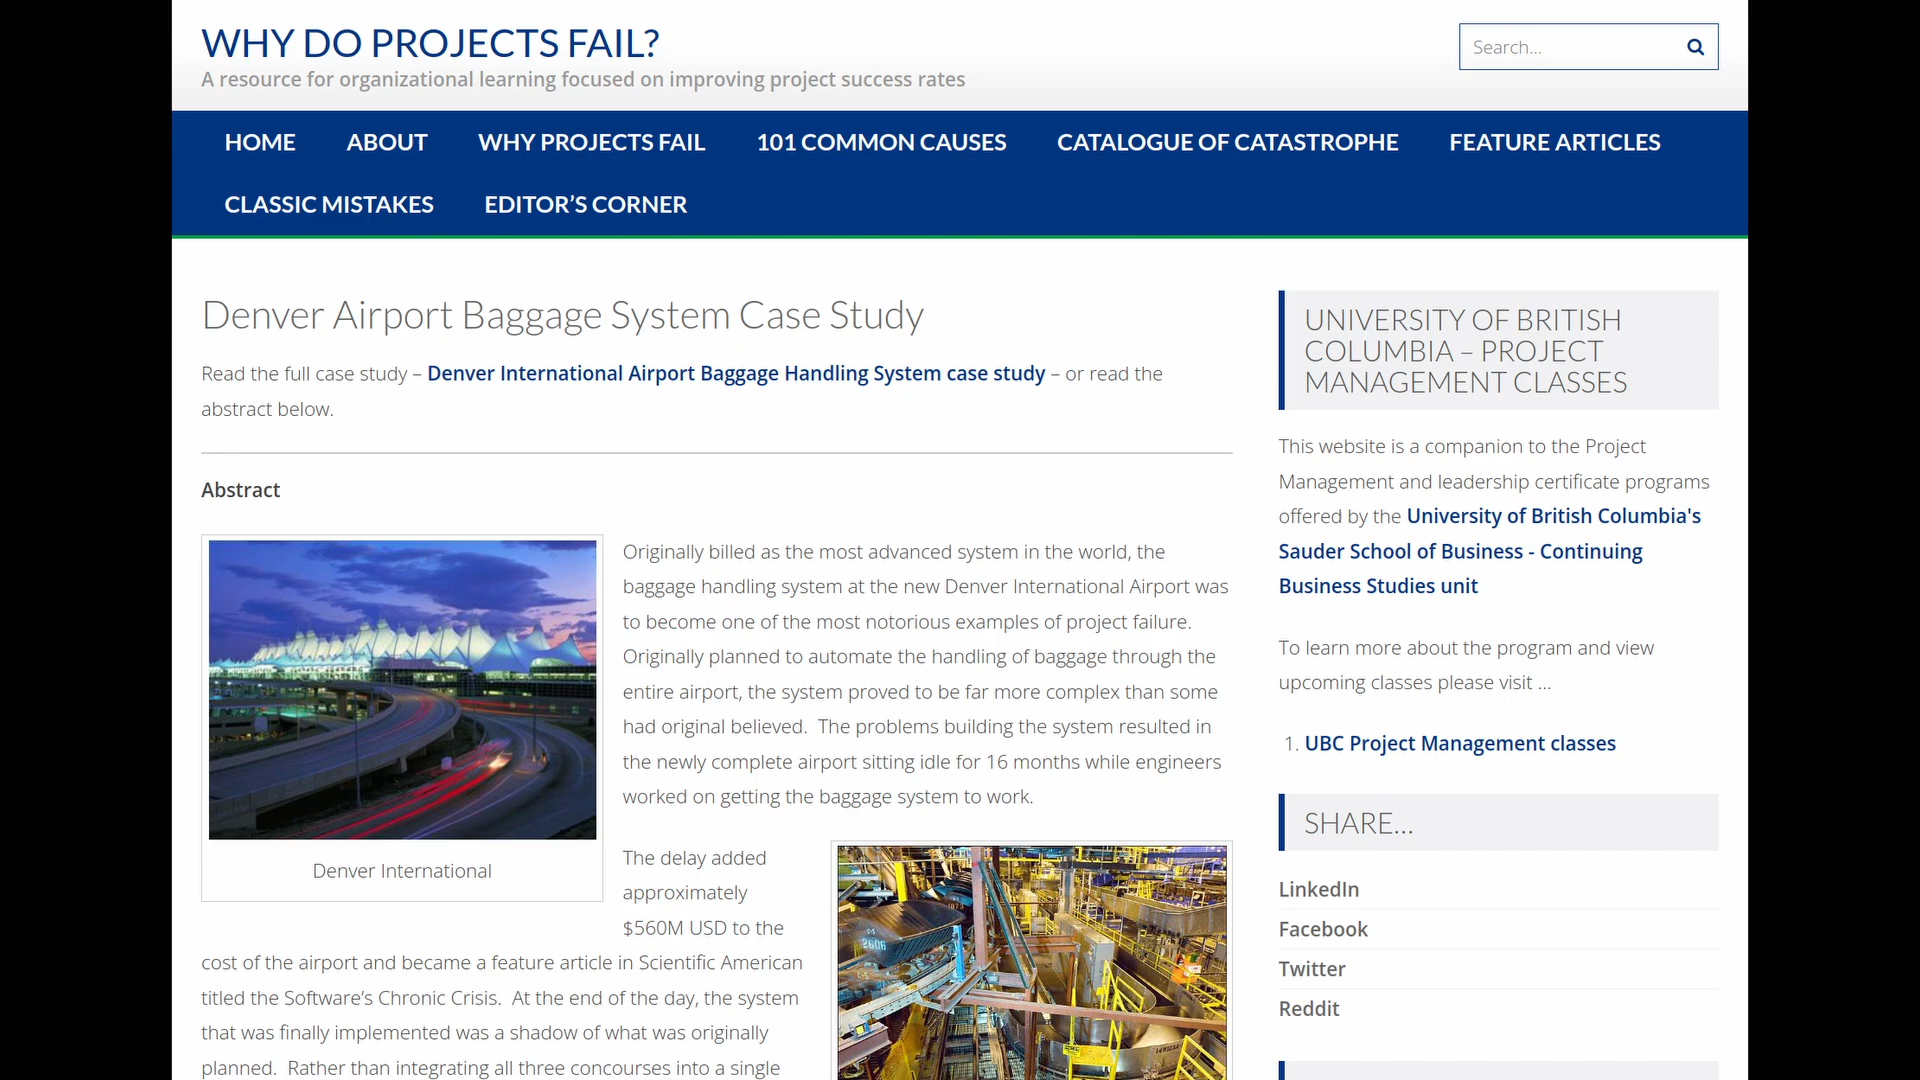 WHY DO PROJECTS FAIL?
A resource for organizational learning focused on improving project success rates
Search...
HOME ABOUT WHY PROJECTS FAIL 101 COMMON CAUSES CATALOGUE OF CATASTROPHE FEATURE ARTICLES
CLASSIC MISTAKES EDITOR’S CORNER
Denver Airport Baggage System Case Study
Read the full case study – Denver International Airport Baggage Handling System case study – or read the
abstract below.
Abstract
Originally billed as the most advanced system in the world, the
baggage handling system at the new Denver International Airport was
to become one of the most notorious examples of project failure.
Originally planned to automate the handling of baggage through the
entire airport, the system proved to be far more complex than some
had original believed.  The problems building the system resulted in
the newly complete airport sitting idle for 16 months while engineers
worked on getting the baggage system to work.
Denver International
The delay added
approximately
$560M USD to the
cost of the airport and became a feature article in Scientific American
titled the Software’s Chronic Crisis.  At the end of the day, the system
that was finally implemented was a shadow of what was originally
planned.  Rather than integrating all three concourses into a single
2606
UNIVERSITY OF BRITISH
COLUMBIA – PROJECT
MANAGEMENT CLASSES
This website is a companion to the Project
Management and leadership certificate programs
offered by the University of British Columbia's
Sauder School of Business - Continuing
Business Studies unit
To learn more about the program and view
upcoming classes please visit ...
1. UBC Project Management classes
SHARE…
LinkedIn
Facebook
Twitter
Reddit